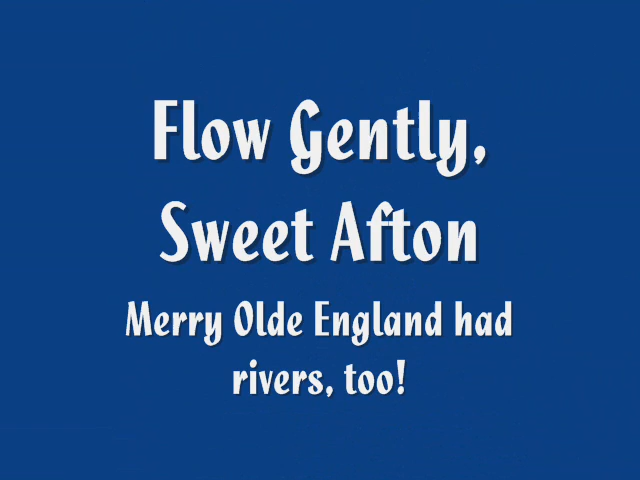 Flow Gently,
Sweet Afton
Merry Olde England had
rivers, too!